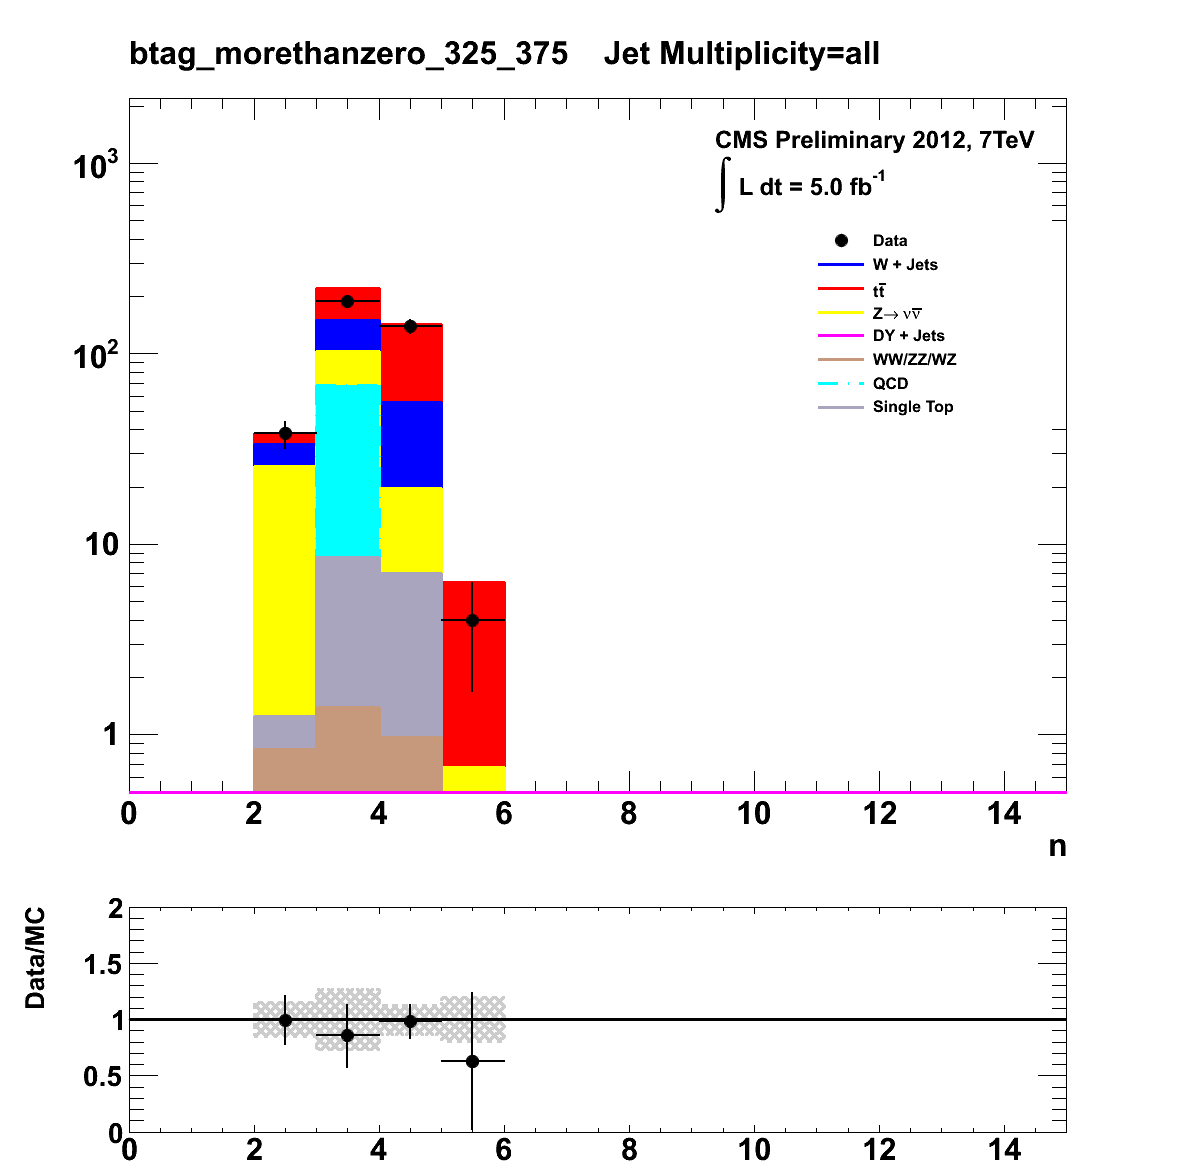 btag_morethanzero_325_375 Jet Multiplicity=all
CMS Preliminary 2012, 7TeV
∫ L dt = 5.0 fb⁻¹
Data
W + Jets
tt̅
Z→ νν̅
DY + Jets
WW/ZZ/WZ
QCD
Single Top
10³
10²
10
1
0 2 4 6 8 10 12 14
n
Data/MC
2
1.5
1
0.5
0
0 2 4 6 8 10 12 14